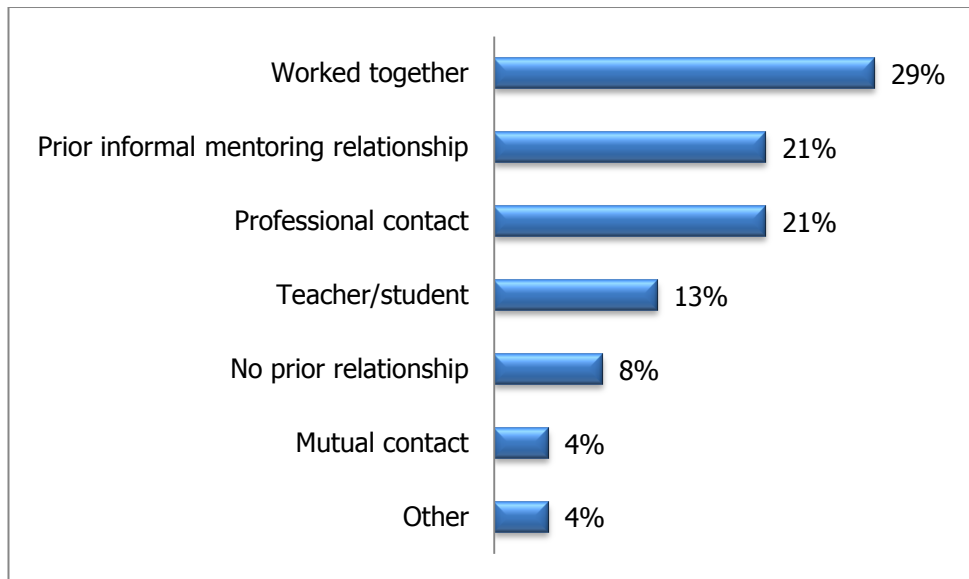 Worked together 29%
Prior informal mentoring relationship 21%
Professional contact 21%
Teacher/student 13%
No prior relationship 8%
Mutual contact 4%
Other 4%